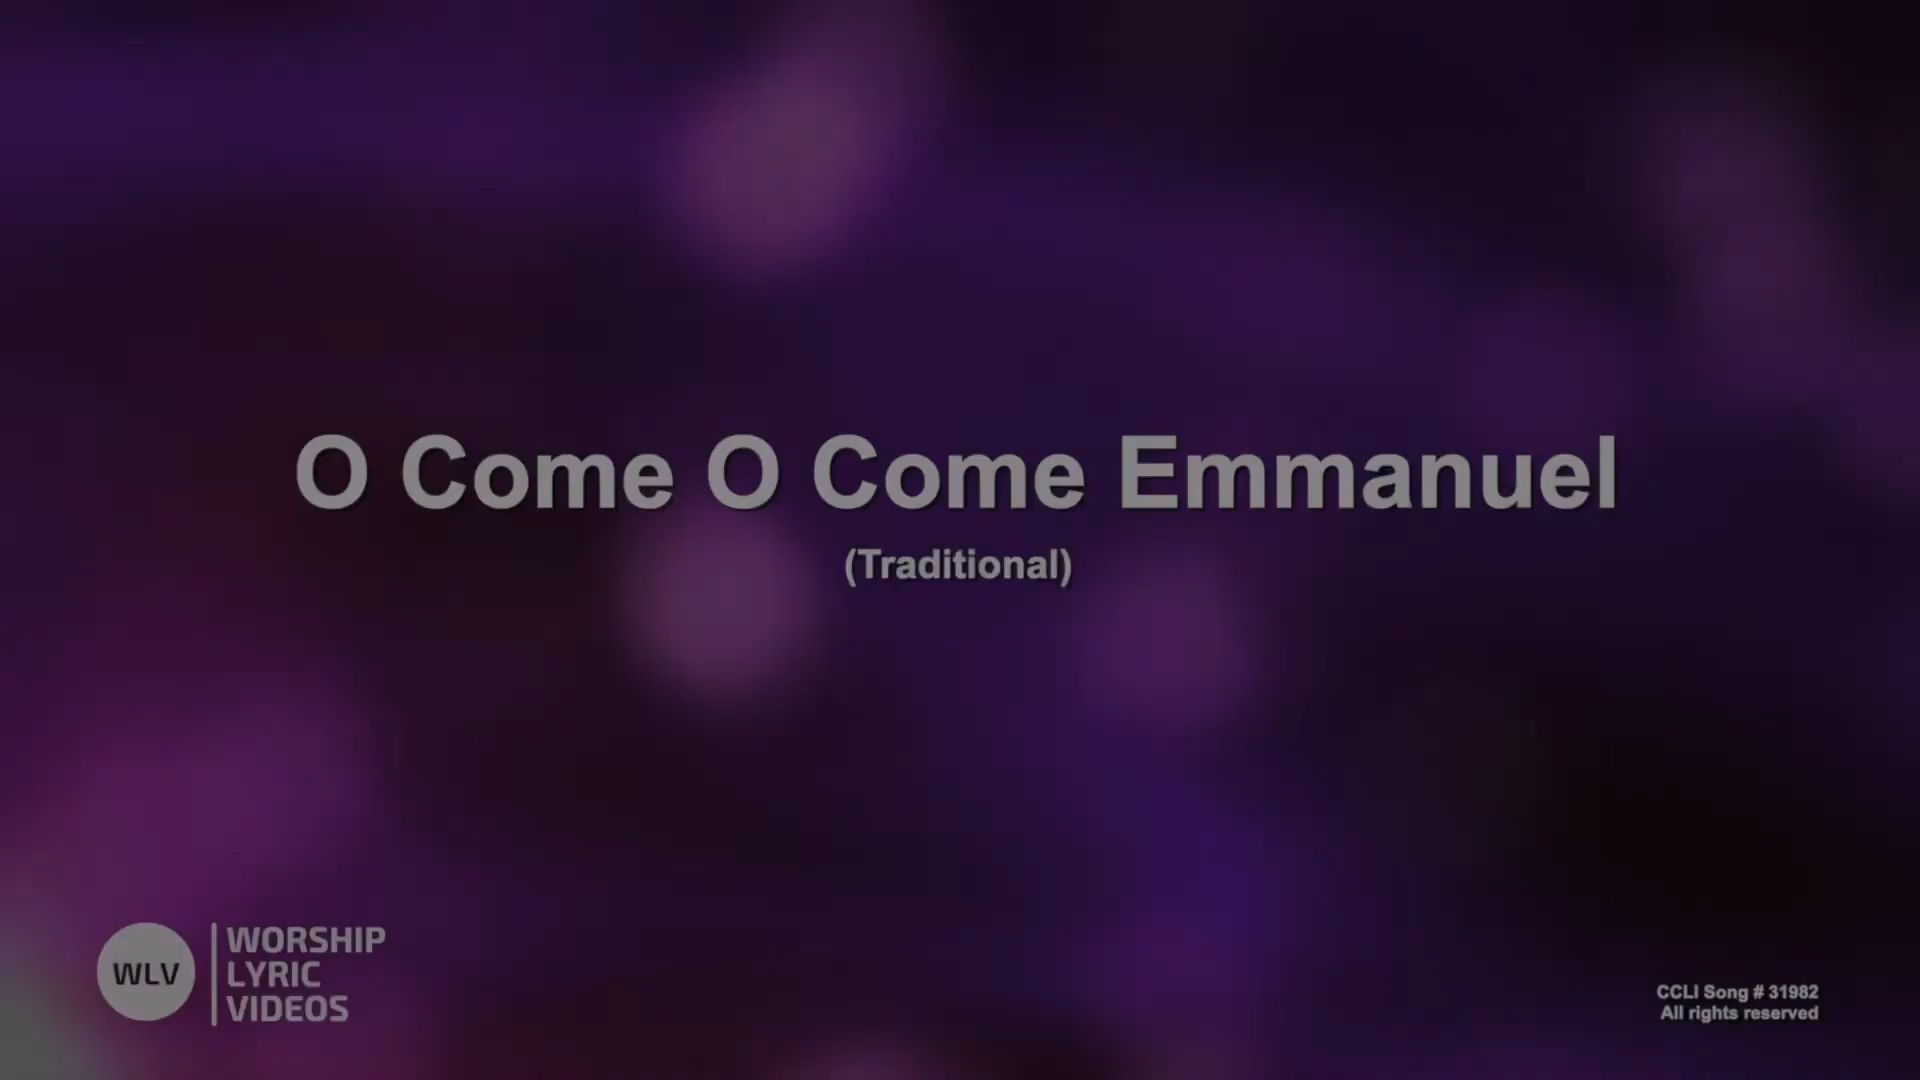 O Come O Come Emmanuel
(Traditional)
WLV
WORSHIP
LYRIC
VIDEOS
CCLI Song # 31982
All rights reserved